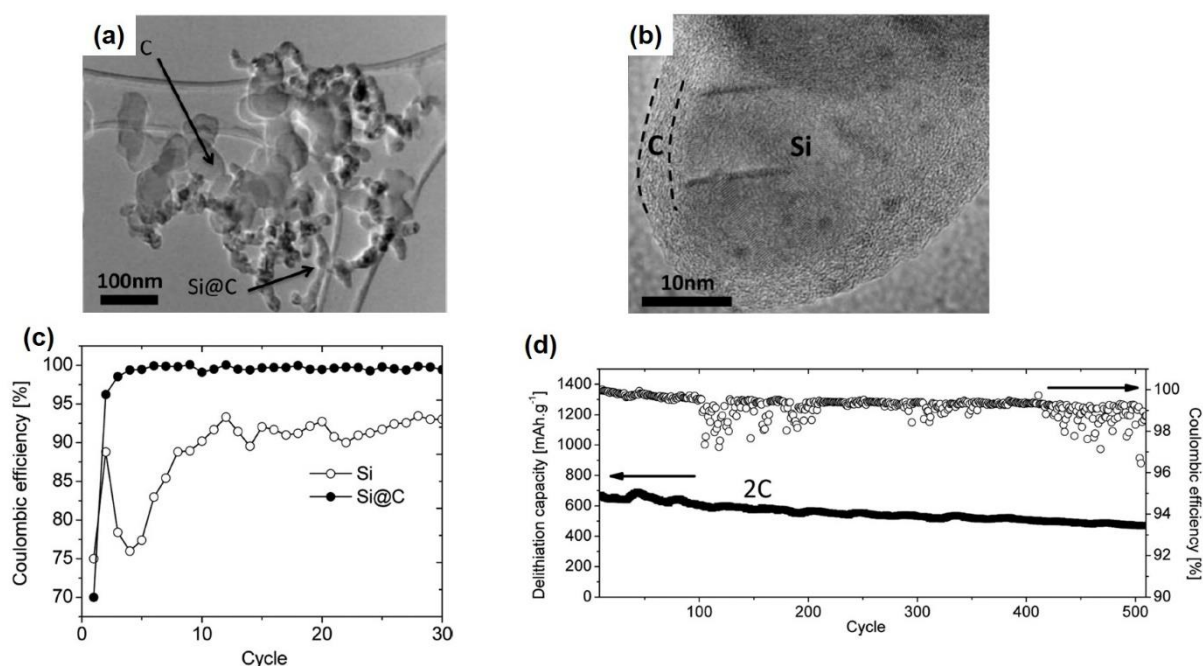 (a)
C
Si@C
100nm
(b)
C
Si
10nm
(c)
Coulombic efficiency [%]
100
95
90
85
80
75
70
Si
Si@C
0
10
20
30
Cycle
(d)
Delithiation capacity [mAh.g⁻¹]
1400
1200
1000
800
600
400
200
0
2C
100
98
96
94
92
90
Coulombic efficiency [%]
100
200
300
400
500
Cycle